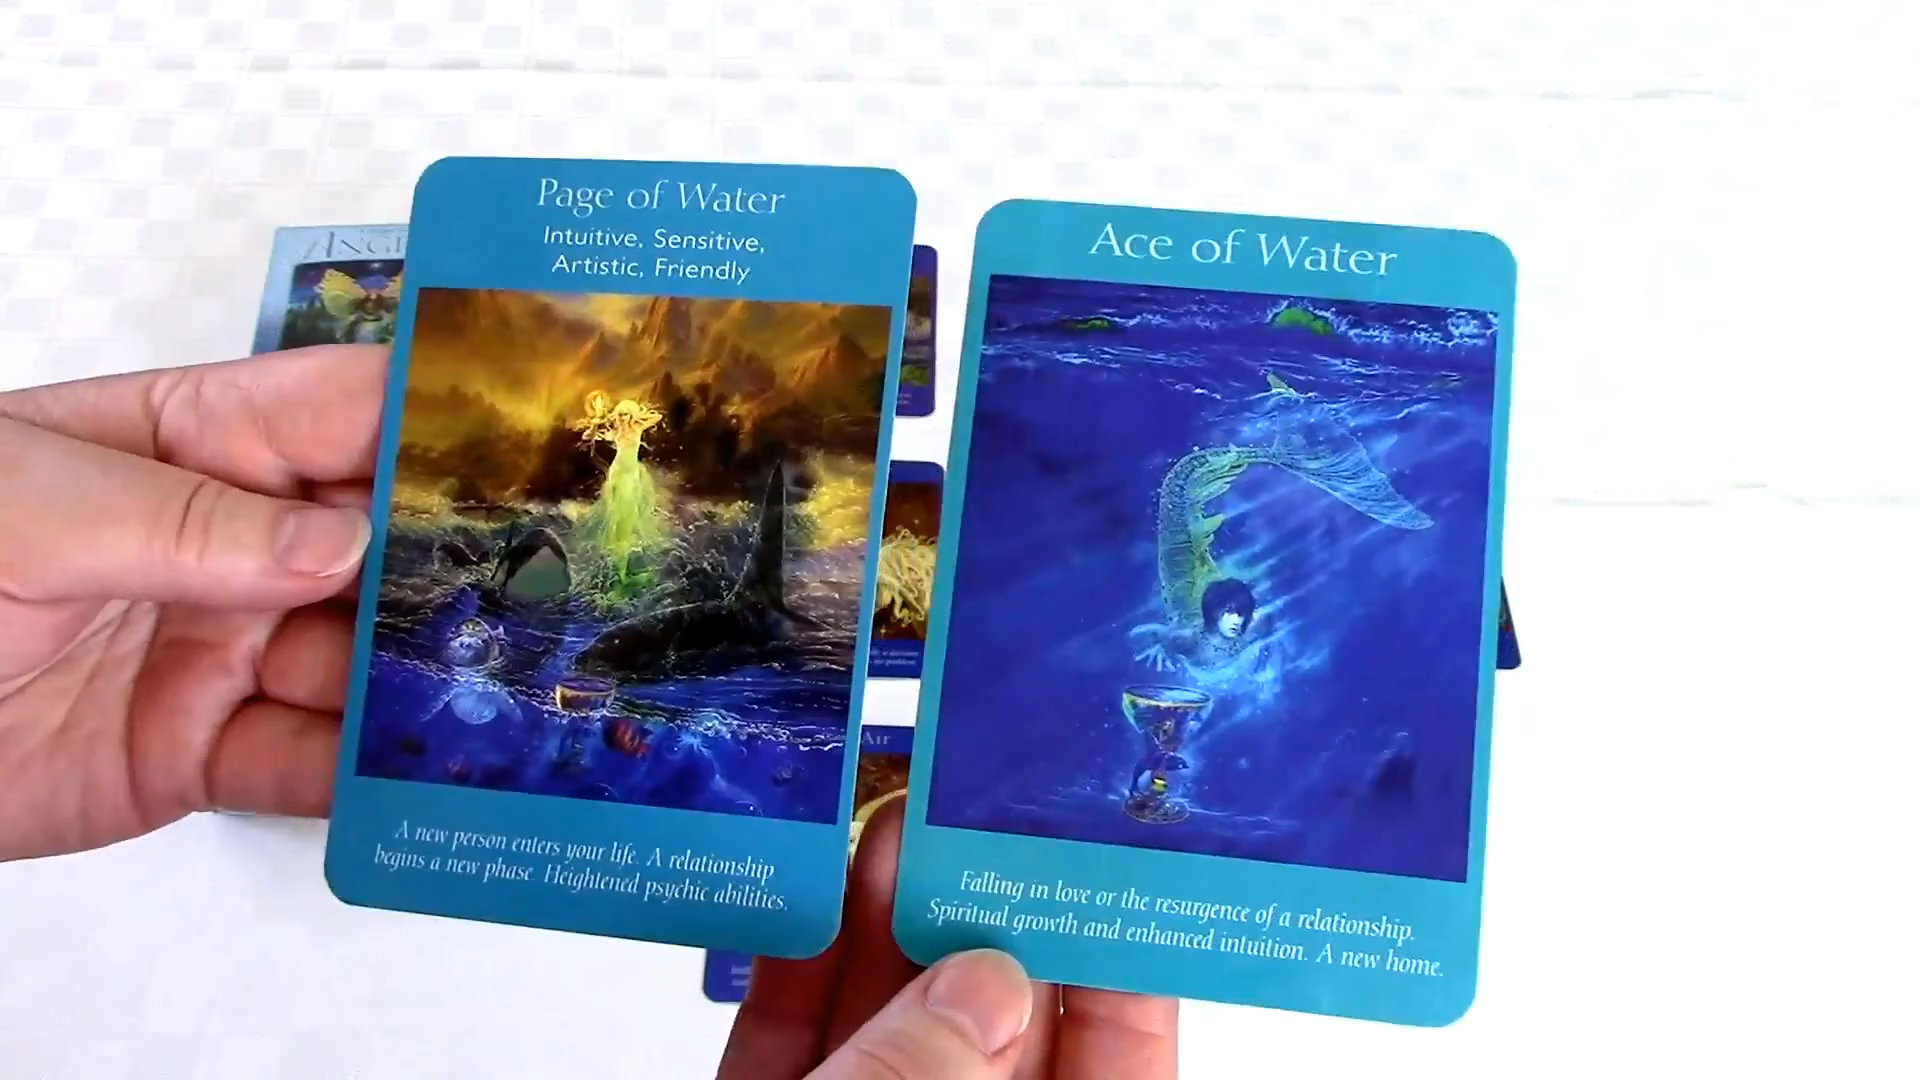 Page of Water
Intuitive, Sensitive,
Artistic, Friendly
A new person enters your life. A relationship
begins a new phase. Heightened psychic abilities.
Ace of Water
Falling in love or the resurgence of a relationship.
Spiritual growth and enhanced intuition. A new home.
Air